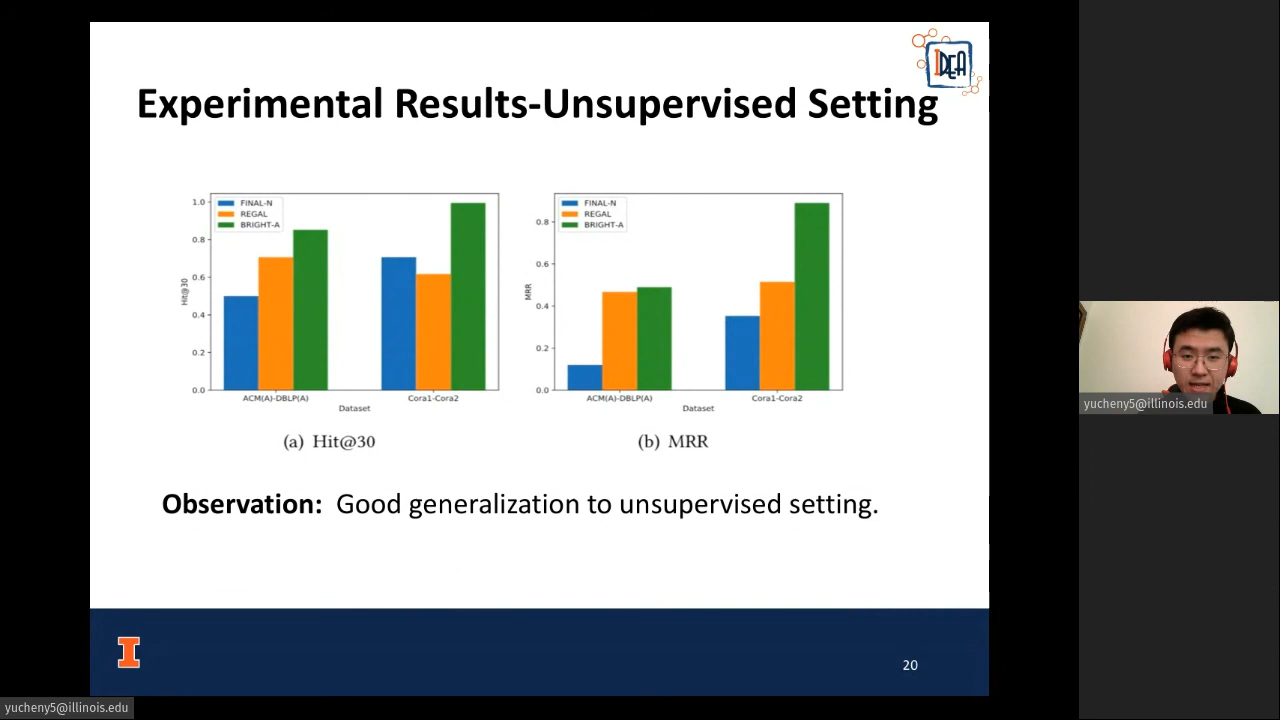 IDEA
Experimental Results-Unsupervised Setting
FINAL-N
REGAL
BRIGHT-A
1.0
0.8
0.6
0.4
0.2
0.0
Hit@30
ACM(A)-DBLP(A) Cora1-Cora2
Dataset
(a) Hit@30
FINAL-N
REGAL
BRIGHT-A
0.8
0.6
0.4
0.2
0.0
MRR
ACM(A)-DBLP(A) Cora1-Cora2
Dataset
(b) MRR
Observation: Good generalization to unsupervised setting.
I
20
yucheny5@illinois.edu
yucheny5@illinois.edu